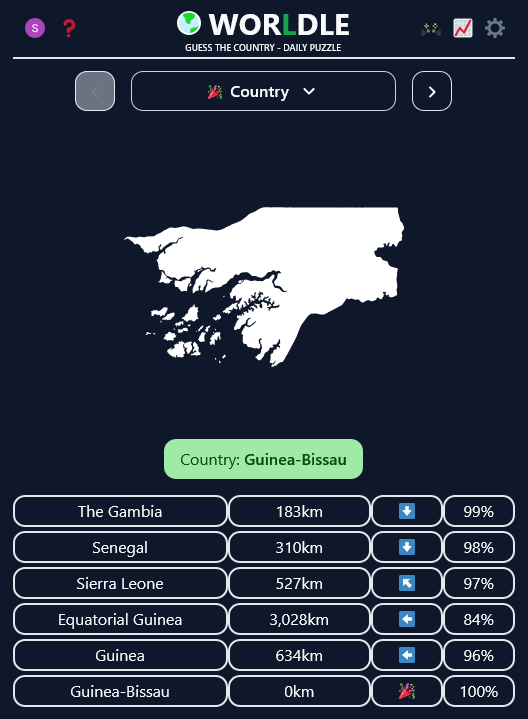 S
WORLDLE
GUESS THE COUNTRY - DAILY PUZZLE
Country
Country: Guinea-Bissau
The Gambia 183km 99%
Senegal 310km 98%
Sierra Leone 527km 97%
Equatorial Guinea 3,028km 84%
Guinea 634km 96%
Guinea-Bissau 0km 100%